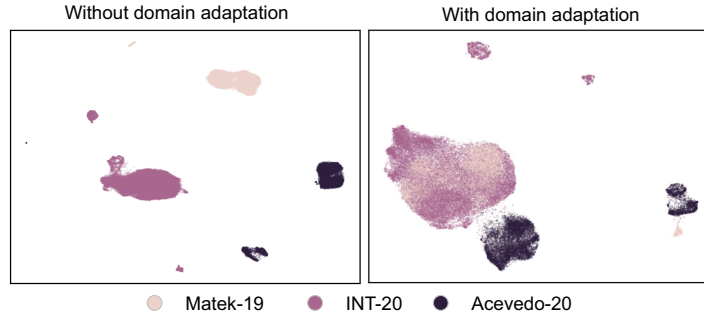 Without domain adaptation
With domain adaptation
Matek-19
INT-20
Acevedo-20